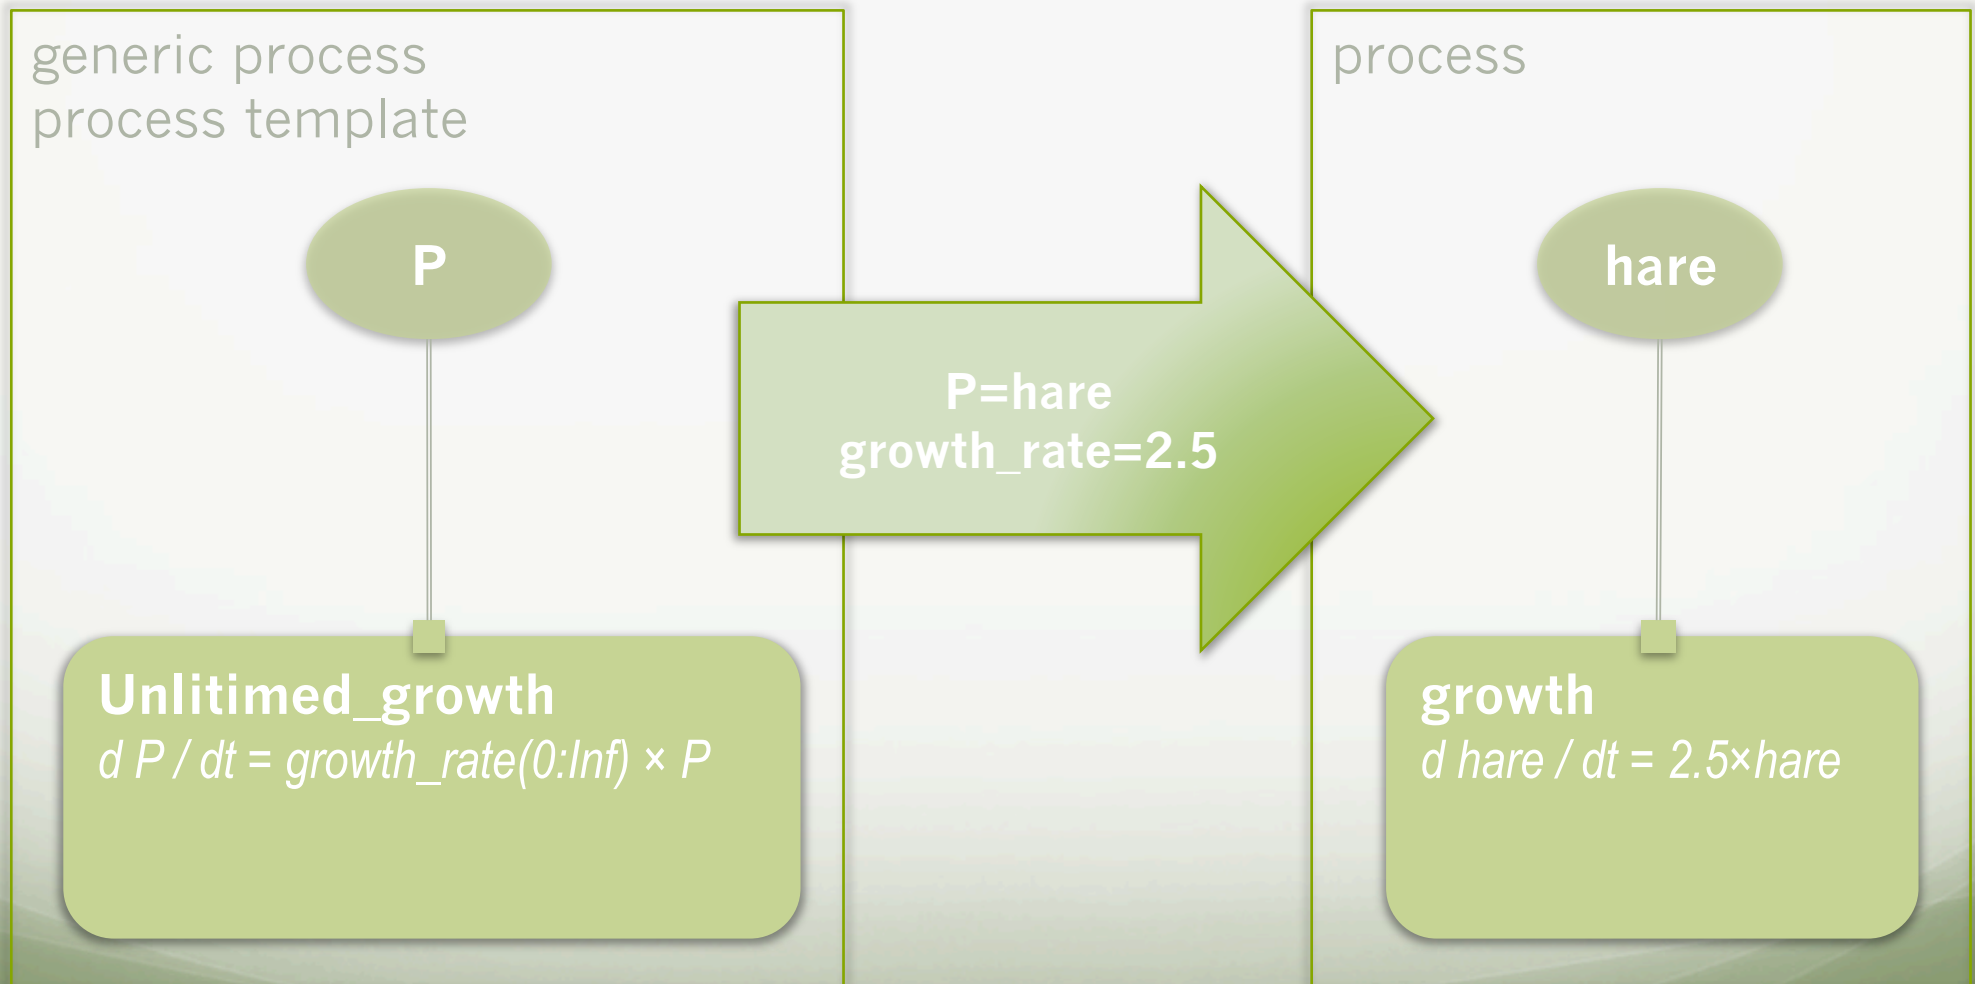 generic process
process template
P
Unlitimed_growth
d P / dt = growth_rate(0:Inf) × P
P=hare
growth_rate=2.5
process
hare
growth
d hare / dt = 2.5×hare